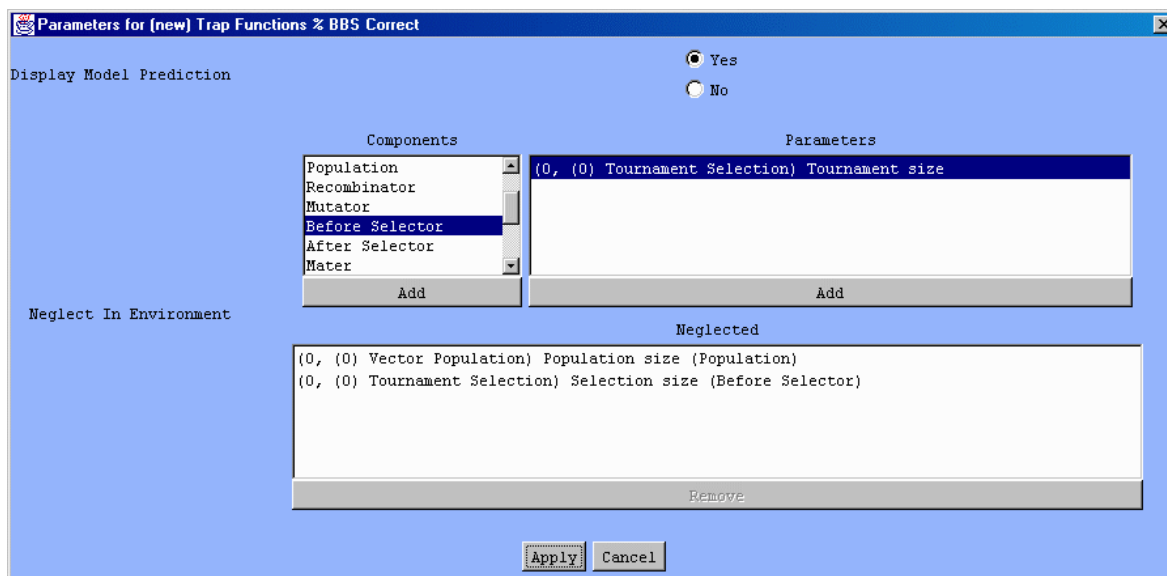 Parameters for (new) Trap Functions % BBS Correct
Display Model Prediction
Yes
No
Components
Parameters
Population
Recombinator
Mutator
Before Selector
After Selector
Mater
(0, (0) Tournament Selection) Tournament size
Add
Add
Neglect In Environment
Neglected
(0, (0) Vector Population) Population size (Population)
(0, (0) Tournament Selection) Selection size (Before Selector)
Remove
Apply
Cancel